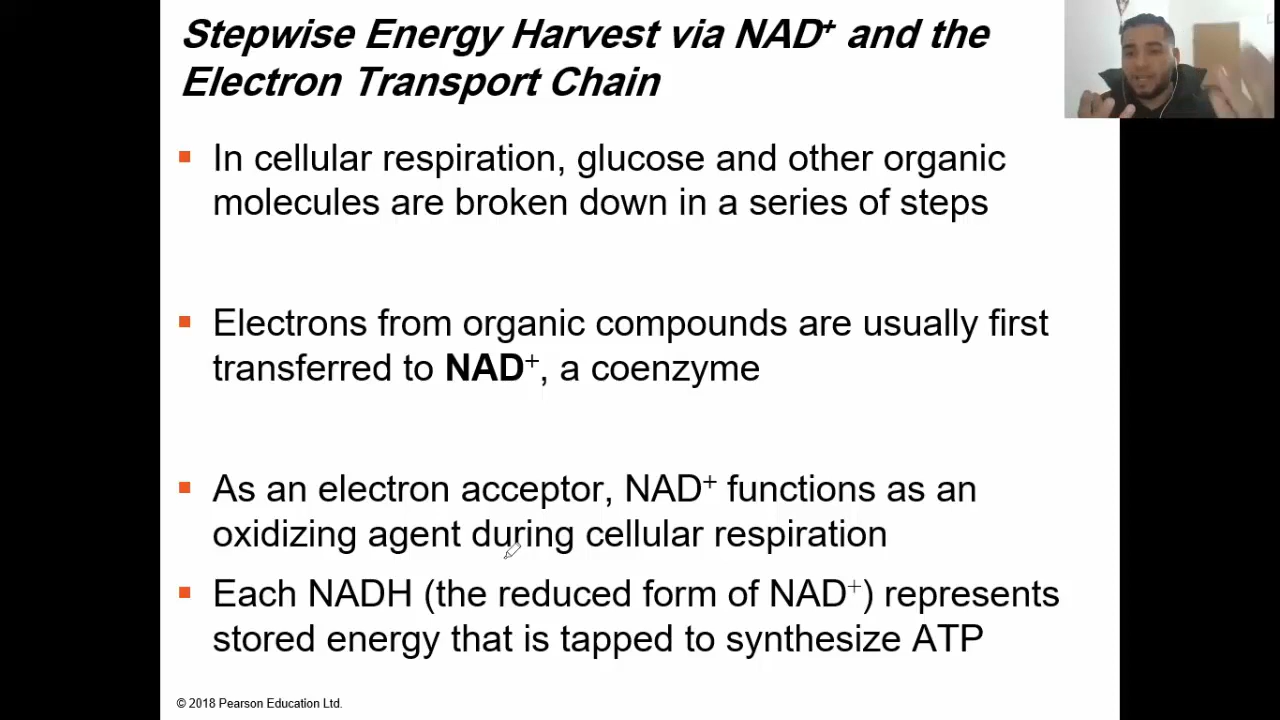 Stepwise Energy Harvest via NAD⁺ and the
Electron Transport Chain
▪ In cellular respiration, glucose and other organic
molecules are broken down in a series of steps
▪ Electrons from organic compounds are usually first
transferred to NAD⁺, a coenzyme
▪ As an electron acceptor, NAD⁺ functions as an
oxidizing agent during cellular respiration
▪ Each NADH (the reduced form of NAD⁺) represents
stored energy that is tapped to synthesize ATP
© 2018 Pearson Education Ltd.